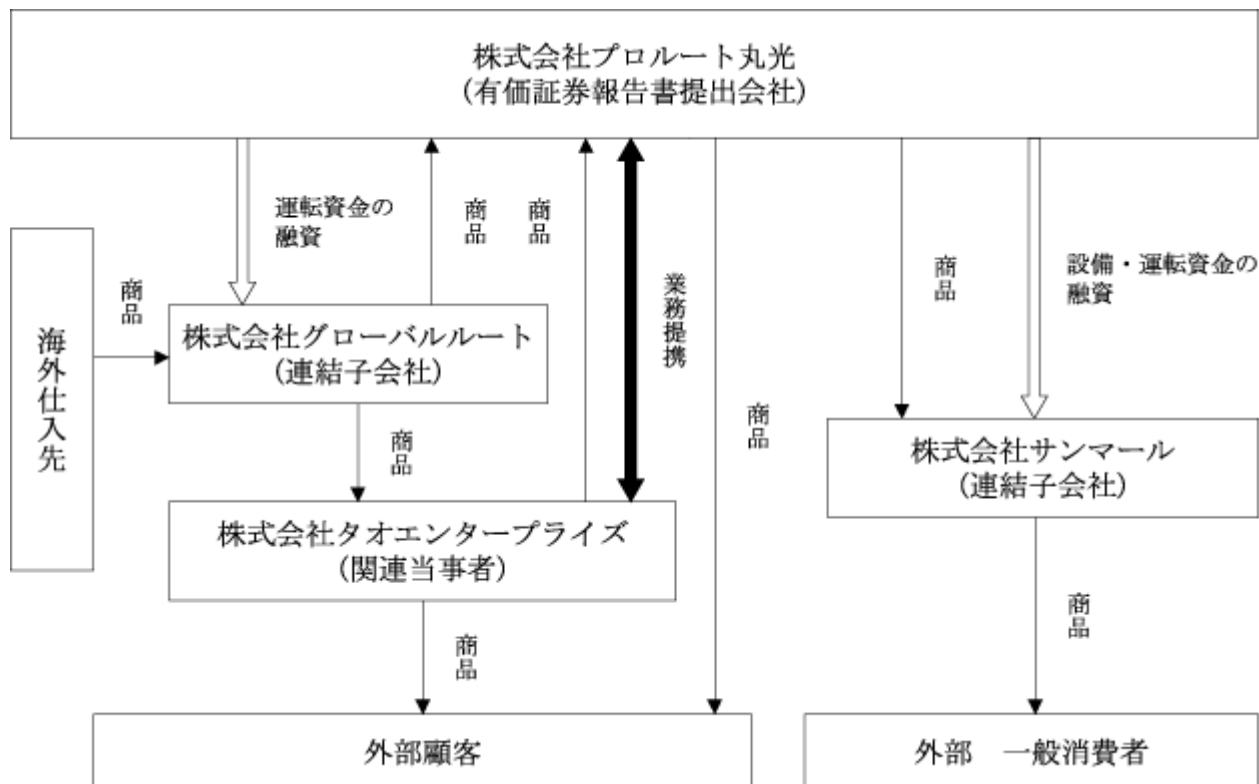 株式会社プロルート丸光
(有価証券報告書提出会社)
運転資金の
融資
商品
商品
商品
業務提携
商品
設備・運転資金の
融資
海外仕入先
商品
株式会社グローバルルート
(連結子会社)
商品
商品
株式会社サンマール
(連結子会社)
株式会社タオエンタープライズ
(関連当事者)
商品
商品
外部顧客
外部　一般消費者